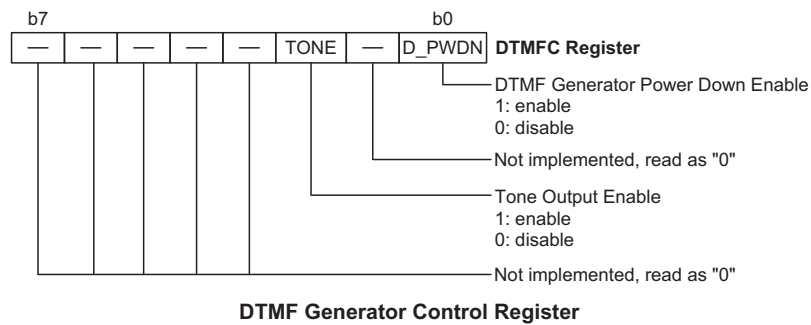 b7 b0
— — — — — TONE — D_PWDN DTMFC Register
DTMF Generator Power Down Enable
1: enable
0: disable
Not implemented, read as "0"
Tone Output Enable
1: enable
0: disable
Not implemented, read as "0"
DTMF Generator Control Register